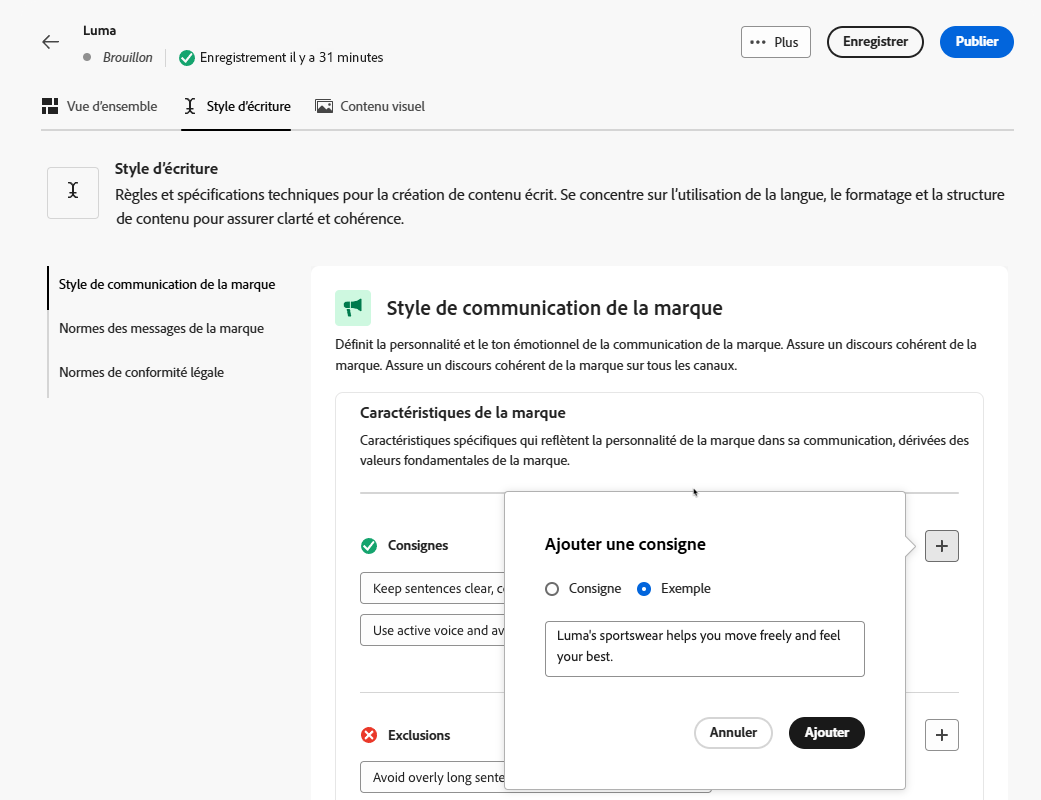 Luma
Brouillon
Enregistrement il y a 31 minutes
Plus
Enregistrer
Publier
Vue d'ensemble
Style d'écriture
Contenu visuel
Style d'écriture
Règles et spécifications techniques pour la création de contenu écrit. Se concentre sur l'utilisation de la langue, le formatage et la structure
de contenu pour assurer clarté et cohérence.
Style de communication de la marque
Normes des messages de la marque
Normes de conformité légale
Style de communication de la marque
Définit la personnalité et le ton émotionnel de la communication de la marque. Assure un discours cohérent de la
marque. Assure un discours cohérent de la marque sur tous les canaux.
Caractéristiques de la marque
Caractéristiques spécifiques qui reflètent la personnalité de la marque dans sa communication, dérivées des
valeurs fondamentales de la marque.
Consignes
Keep sentences clear, c
Use active voice and av
Ajouter une consigne
Consigne
Exemple
Luma's sportswear helps you move freely and feel
your best.
Annuler
Ajouter
Exclusions
Avoid overly long sente